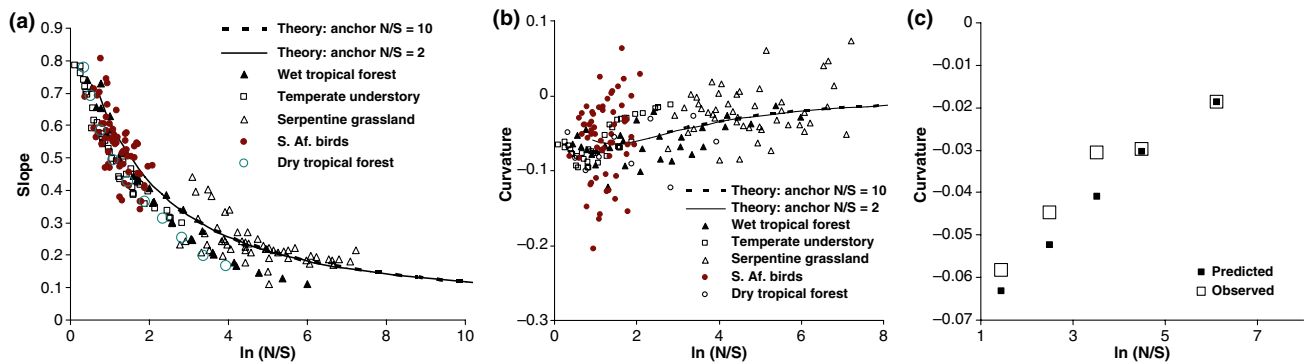 (a)
0.9
0.8
0.7
0.6
0.5
0.4
0.3
0.2
0.1
0
Slope
0 2 4 6 8 10
ln (N/S)
Theory: anchor N/S = 10
Theory: anchor N/S = 2
Wet tropical forest
Temperate understory
Serpentine grassland
S. Af. birds
Dry tropical forest
(b)
0.1
0
−0.1
−0.2
−0.3
Curvature
0 2 4 6 8
ln (N/S)
Theory: anchor N/S = 10
Theory: anchor N/S = 2
Wet tropical forest
Temperate understory
Serpentine grassland
S. Af. birds
Dry tropical forest
(c)
−0
−0.01
−0.02
−0.03
−0.04
−0.05
−0.06
−0.07
Curvature
1 3 5 7
ln (N/S)
Predicted
Observed